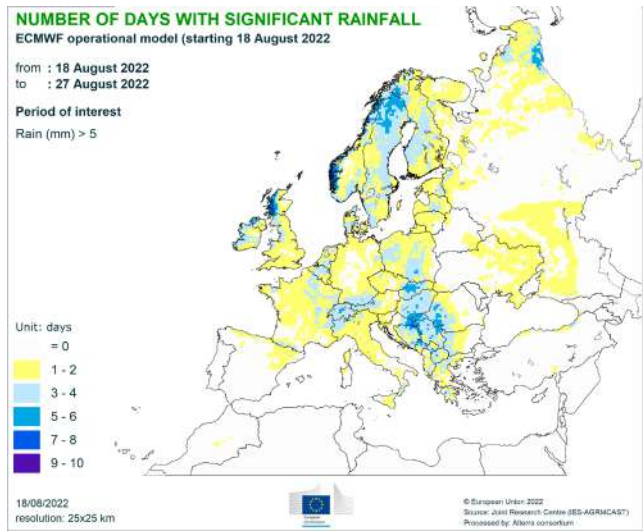 NUMBER OF DAYS WITH SIGNIFICANT RAINFALL
ECMWF operational model (starting 18 August 2022
from : 18 August 2022
to : 27 August 2022
Period of interest
Rain (mm) > 5
Unit: days
= 0
1 - 2
3 - 4
5 - 6
7 - 8
9 - 10
18/08/2022
resolution: 25x25 km
© European Union 2022
Source: Joint Research Centre (IES-AGRI4CAST)
Processed by: Alterra consortium